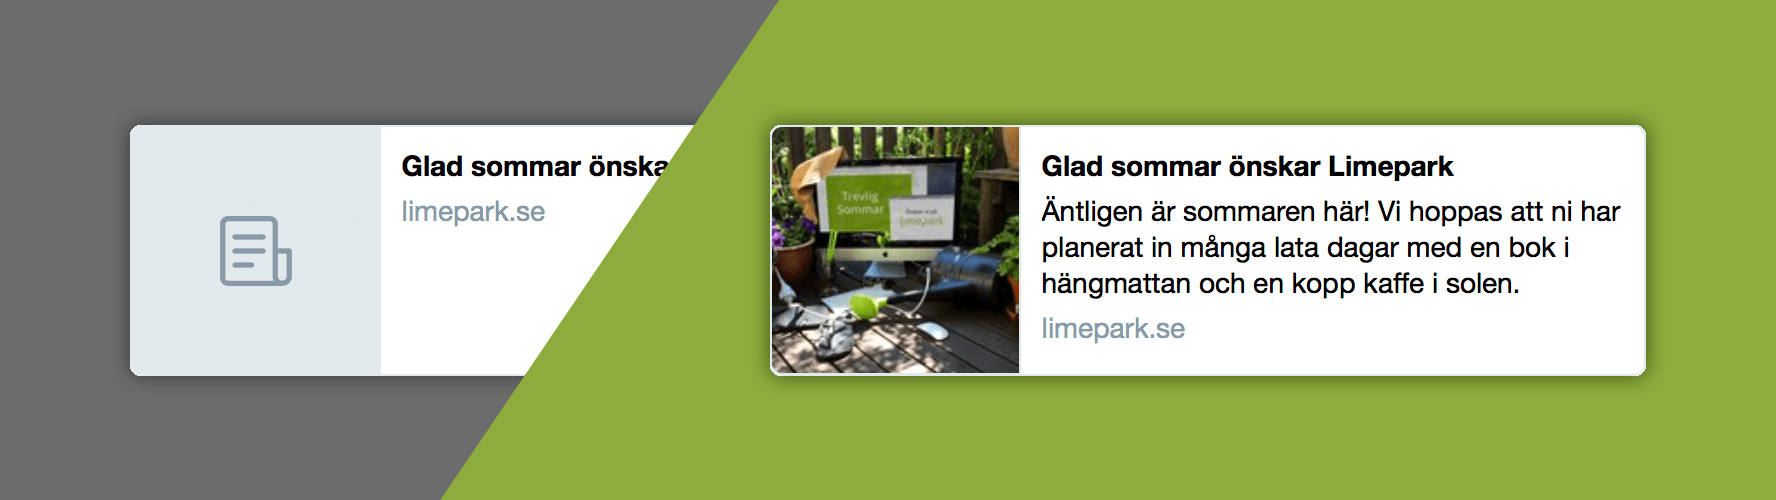 Glad sommar önska
limepark.se
Trevlig
Sommar
limepark
Glad sommar önskar Limepark
Äntligen är sommaren här! Vi hoppas att ni har
planerat in många lata dagar med en bok i
hängmattan och en kopp kaffe i solen.
limepark.se